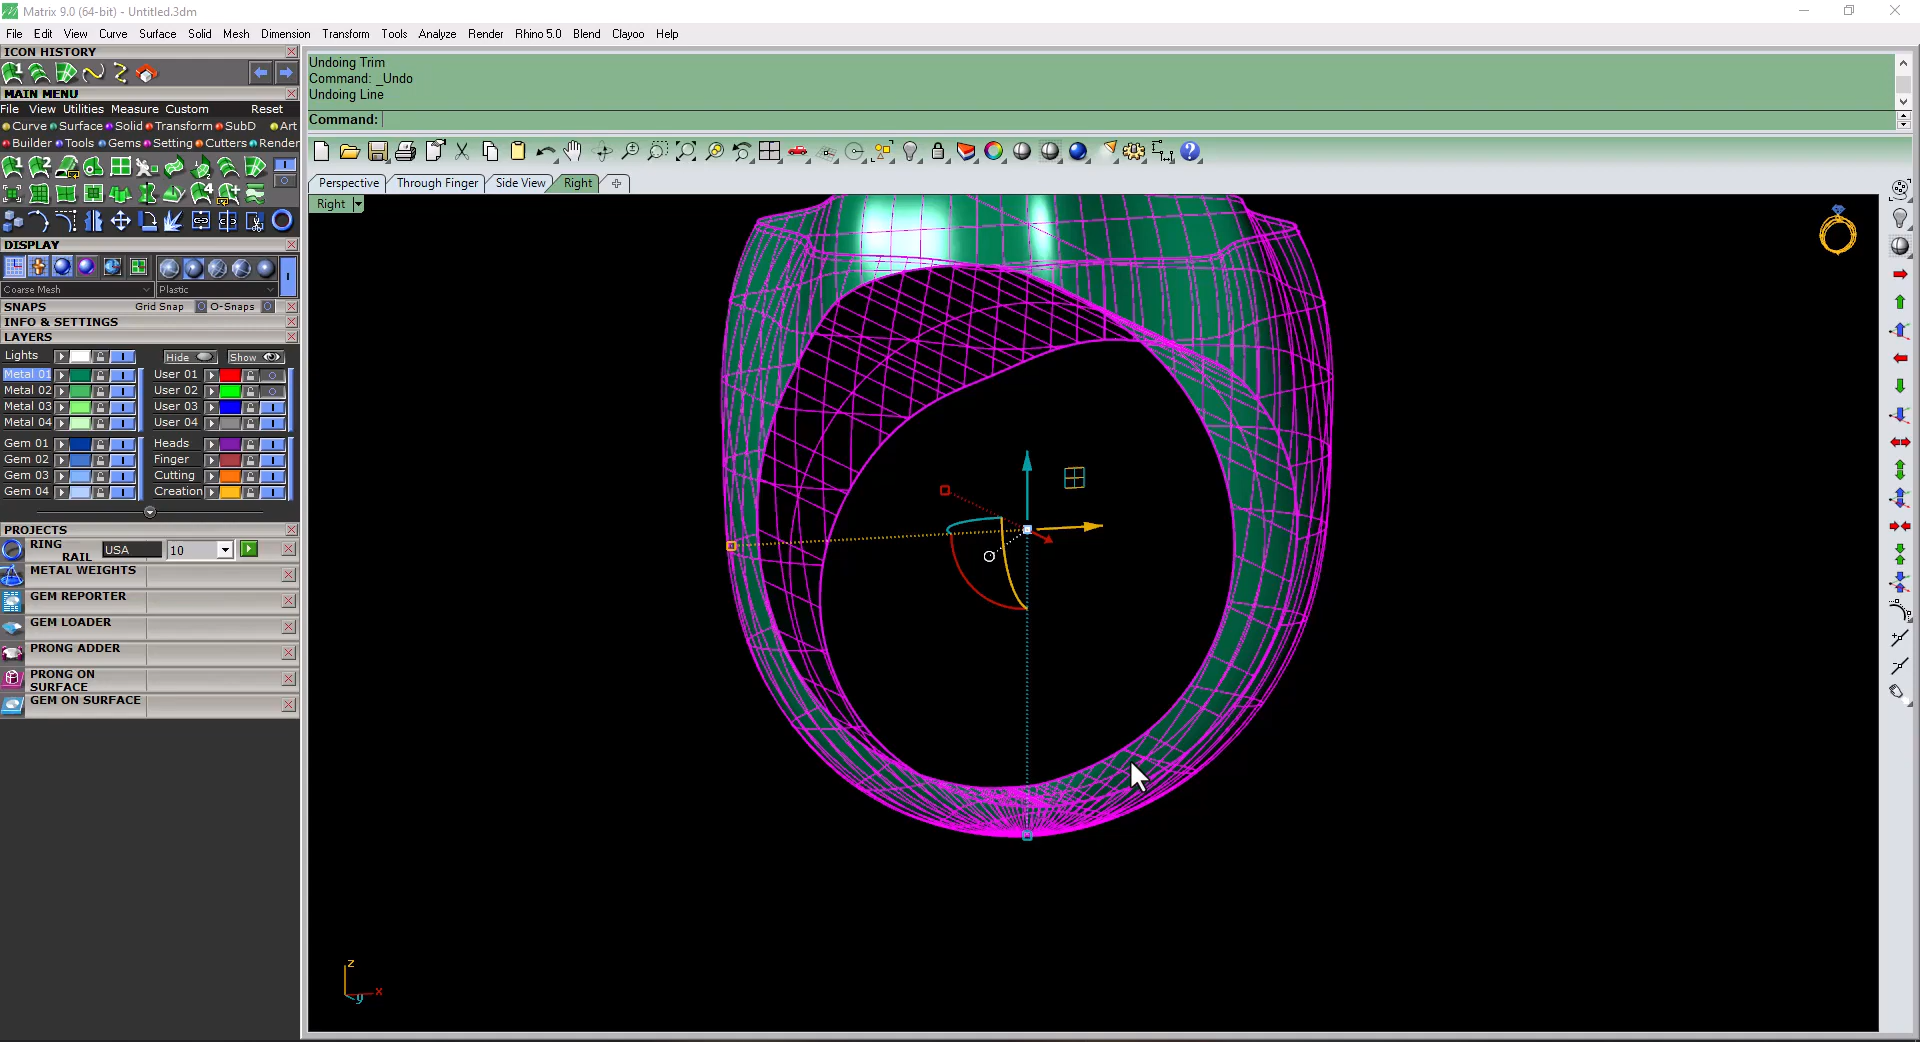 Matrix 9.0 (64-bit) - Untitled.3dm
File Edit View Curve Surface Solid Mesh Dimension Transform Tools Analyze Render Rhino 5.0 Blend Clayoo Help
ICON HISTORY
MAIN MENU
File View Utilities Measure Custom Reset
Curve Surface Solid Transform SubD Art
Builder Tools Gems Setting Cutters Render
DISPLAY
Coarse Mesh Plastic
SNAPS Grid Snap O-Snaps
INFO & SETTINGS
LAYERS
Lights Hide Show
Metal 01 User 01
Metal 02 User 02
Metal 03 User 03
Metal 04 User 04
Gem 01 Heads
Gem 02 Finger
Gem 03 Cutting
Gem 04 Creation
PROJECTS
RING RAIL USA 10
METAL WEIGHTS
GEM REPORTER
GEM LOADER
PRONG ADDER
PRONG ON SURFACE
GEM ON SURFACE
Undoing Trim
Command: _Undo
Undoing Line
Command:
Perspective Through Finger Side View Right
Right
z
x
y